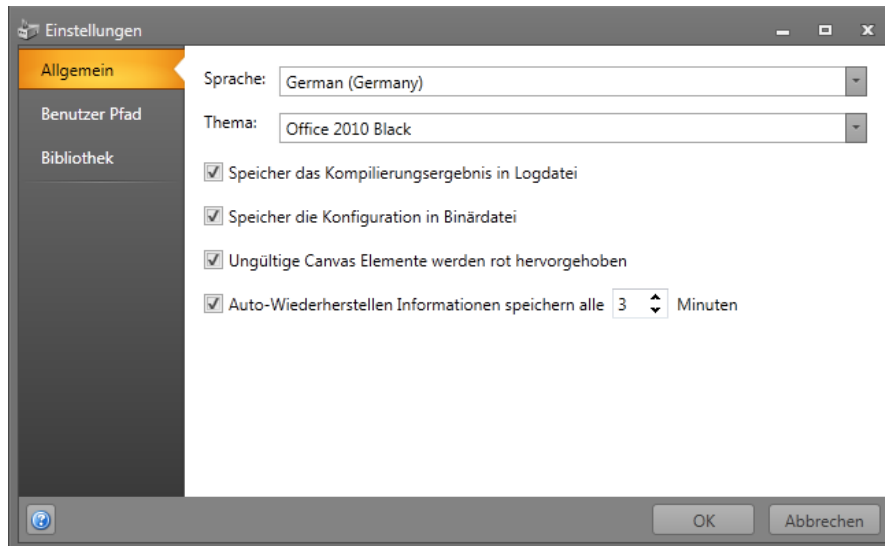 Einstellungen
Allgemein
Benutzer Pfad
Bibliothek
Sprache: German (Germany)
Thema: Office 2010 Black
Speicher das Kompilierungsergebnis in Logdatei
Speicher die Konfiguration in Binärdatei
Ungültige Canvas Elemente werden rot hervorgehoben
Auto-Wiederherstellen Informationen speichern alle 3 Minuten
OK Abbrechen